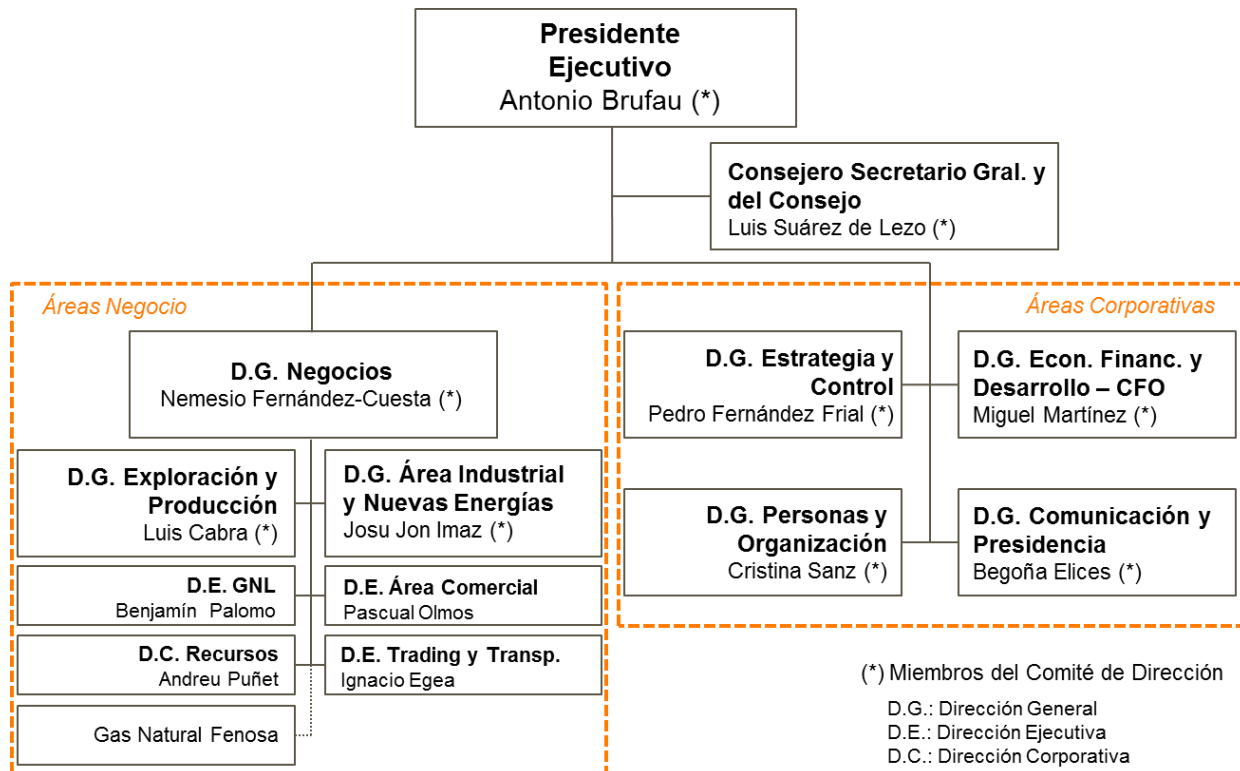 Presidente
Ejecutivo
Antonio Brufau (*)
Consejero Secretario Gral. y
del Consejo
Luis Suárez de Lezo (*)
Áreas Negocio
D.G. Negocios
Nemesio Fernández-Cuesta (*)
D.G. Exploración y
Producción
Luis Cabra (*)
D.G. Área Industrial
y Nuevas Energías
Josu Jon Imaz (*)
D.E. GNL
Benjamín Palomo
D.E. Área Comercial
Pascual Olmos
D.C. Recursos
Andreu Puñet
D.E. Trading y Transp.
Ignacio Egea
Gas Natural Fenosa
Áreas Corporativas
D.G. Estrategia y
Control
Pedro Fernández Frial (*)
D.G. Econ. Financ. y
Desarrollo – CFO
Miguel Martínez (*)
D.G. Personas y
Organización
Cristina Sanz (*)
D.G. Comunicación y
Presidencia
Begoña Elices (*)
(*) Miembros del Comité de Dirección
D.G.: Dirección General
D.E.: Dirección Ejecutiva
D.C.: Dirección Corporativa